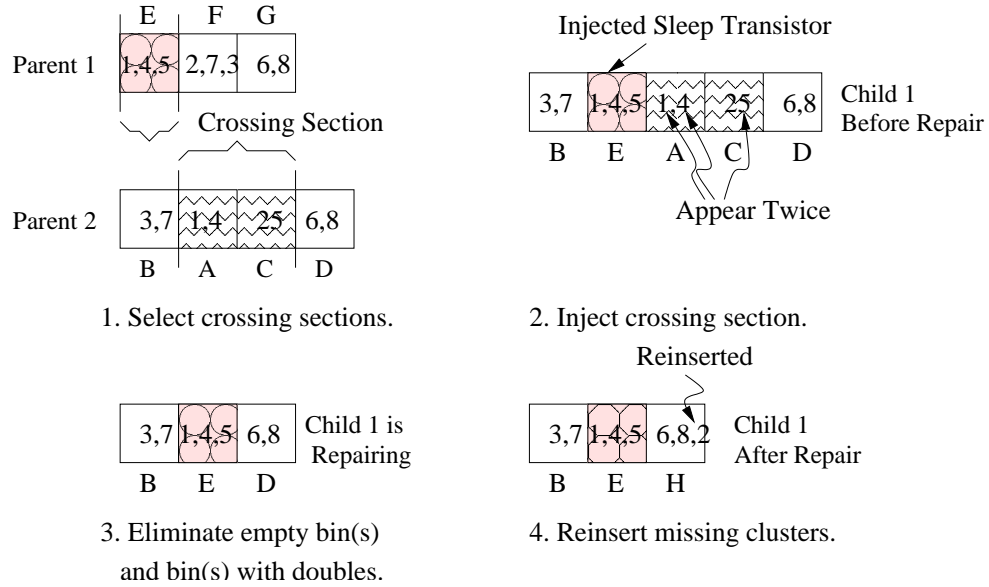 E F G
Parent 1 1,4,5 2,7,3 6,8
Crossing Section
Parent 2 3,7 1,4 25 6,8
B A C D
1. Select crossing sections.
Injected Sleep Transistor
3,7 1,4,5 1,4 25 6,8 Child 1
Before Repair
B E A C D
Appear Twice
2. Inject crossing section.
3,7 1,4,5 6,8 Child 1 is
Repairing
B E D
3. Eliminate empty bin(s)
and bin(s) with doubles.
Reinserted
3,7 1,4,5 6,8,2 Child 1
After Repair
B E H
4. Reinsert missing clusters.